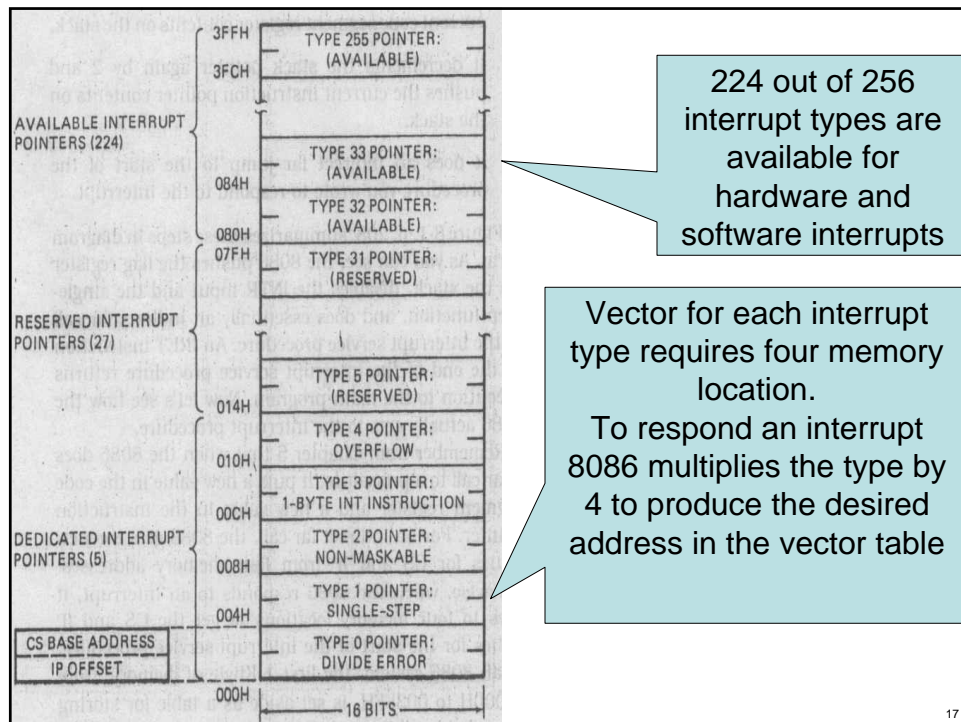 3FFH
TYPE 255 POINTER:
(AVAILABLE)
3FCH
AVAILABLE INTERRUPT
POINTERS (224)
TYPE 33 POINTER:
(AVAILABLE)
084H
TYPE 32 POINTER:
(AVAILABLE)
080H
07FH
TYPE 31 POINTER:
(RESERVED)
RESERVED INTERRUPT
POINTERS (27)
TYPE 5 POINTER:
(RESERVED)
014H
TYPE 4 POINTER:
OVERFLOW
010H
TYPE 3 POINTER:
1-BYTE INT INSTRUCTION
00CH
DEDICATED INTERRUPT
POINTERS (5)
TYPE 2 POINTER:
NON-MASKABLE
008H
TYPE 1 POINTER:
SINGLE-STEP
004H
CS BASE ADDRESS
IP OFFSET
TYPE 0 POINTER:
DIVIDE ERROR
000H
16 BITS
224 out of 256
interrupt types are
available for
hardware and
software interrupts
Vector for each interrupt
type requires four memory
location.
To respond an interrupt
8086 multiplies the type by
4 to produce the desired
address in the vector table
17